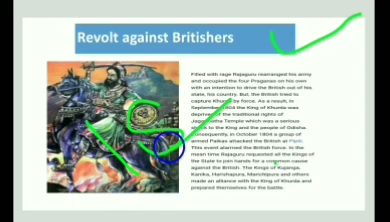 Revolt against Britishers
Filled with rage Rajaguru rearranged his army
and occupied the four Praganas on his own
with an intention to drive the British out of his
state, his country. But, the British tried to
capture Khurda by force. As a result, in
September 1804 the King of Khurda was
deprived of the traditional rights of
Jagannatha Temple which was a serious
shock to the King and the people of Odisha.
Consequently, in October 1804 a group of
armed Paikas attacked the British at Pipili.
This event alarmed the British force. In the
mean time Rajaguru requested all the Kings of
the State to join hands for a common cause
against the British. The Kings of Kujanga,
Kanika, Harishapura, Marichipura and others
made an alliance with the King of Khurda and
prepared themselves for the battle.